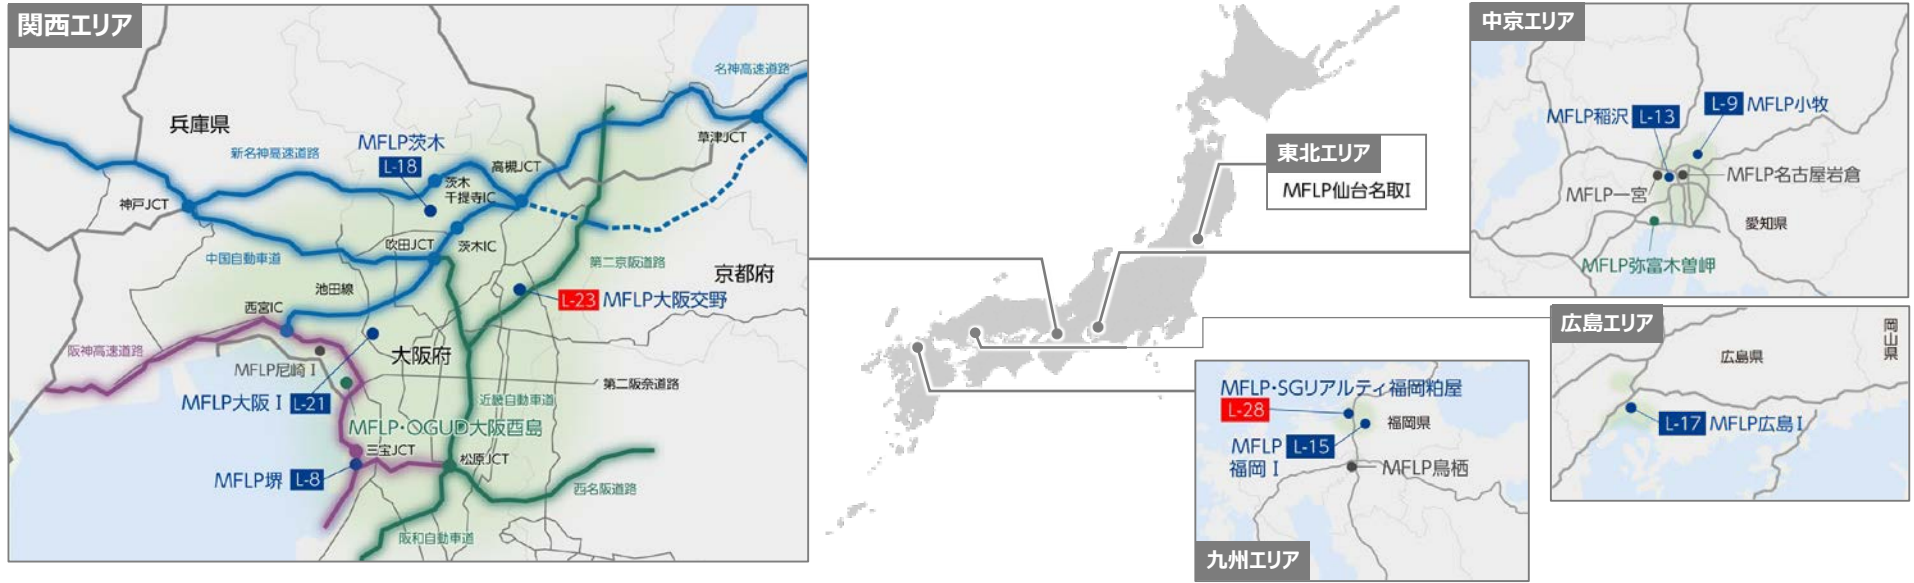 関西エリア
名神高速道路
兵庫県
MFLP茨木
L-18
新名神高速道路
高槻JCT
草津JCT
茨木
千提寺IC
神戸JCT
吹田JCT
茨木IC
中国自動車道
第二京阪道路
京都府
池田線
L-23 MFLP大阪交野
西宮IC
阪神高速道路
大阪府
MFLP尼崎Ⅰ
第二阪奈道路
MFLP大阪Ⅰ L-21
近畿自動車道
MFLP・OGUD大阪酉島
三宝JCT
松原JCT
MFLP堺 L-8
西名阪道路
阪和自動車道
東北エリア
MFLP仙台名取Ⅰ
中京エリア
L-9 MFLP小牧
MFLP稲沢 L-13
MFLP名古屋岩倉
MFLP一宮
愛知県
MFLP弥富木曽岬
広島エリア
岡山県
広島県
L-17 MFLP広島Ⅰ
MFLP・SGリアルティ福岡粕屋
L-28
福岡県
MFLP L-15
福岡Ⅰ
MFLP鳥栖
九州エリア